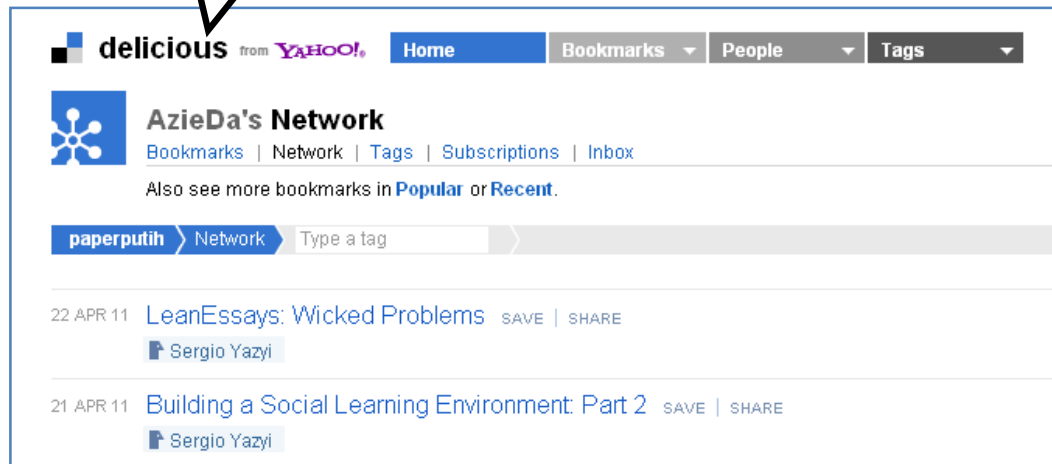 delicious from YAHOO!® Home Bookmarks People Tags
AzieDa's Network
Bookmarks | Network | Tags | Subscriptions | Inbox
Also see more bookmarks in Popular or Recent.
paperputih Network Type a tag
22 APR 11 LeanEssays: Wicked Problems SAVE | SHARE
Sergio Yazyi
21 APR 11 Building a Social Learning Environment: Part 2 SAVE | SHARE
Sergio Yazyi